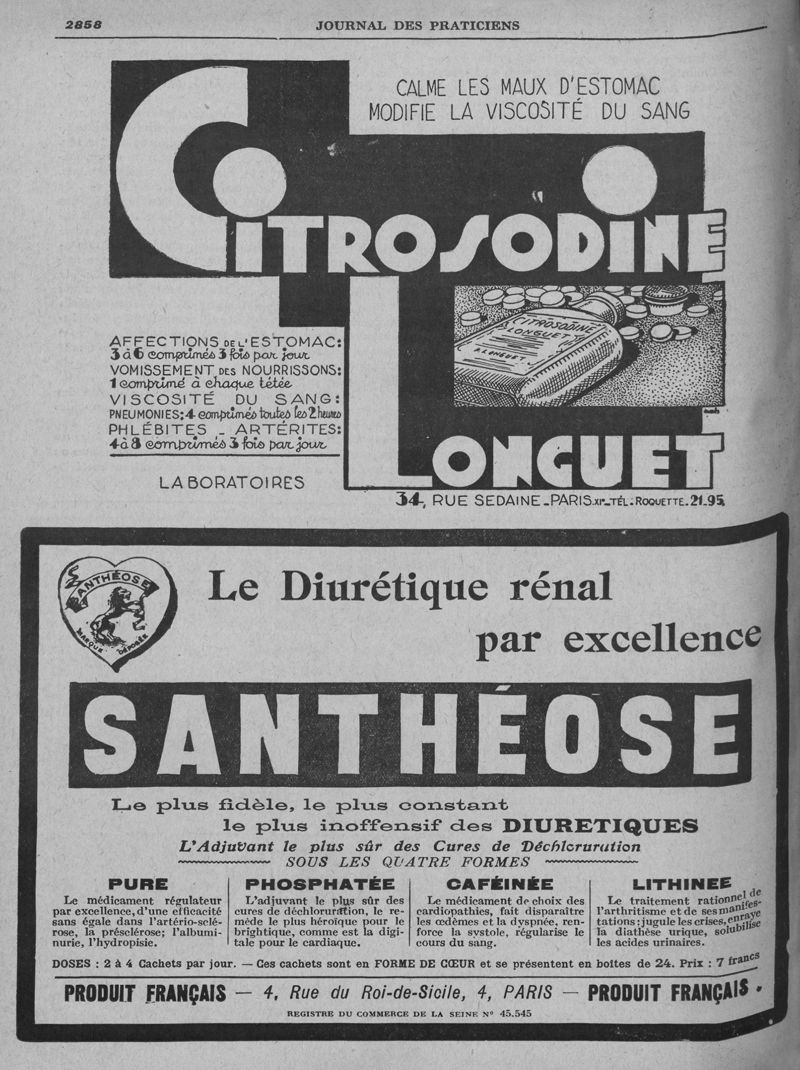 2858
JOURNAL DES PRATICIENS
CALME LES MAUX D'ESTOMAC
MODIFIE LA VISCOSITÉ DU SANG
CITROSODINE
CITROSODINE
LONGUET
A. LONGUET
AFFECTIONS DE L'ESTOMAC:
3 à 6 comprimés 3 fois par jour
VOMISSEMENT DES NOURRISSONS:
1 comprimé à chaque tétée
VISCOSITÉ DU SANG:
PNEUMONIES: 4 comprimés toutes les 2 heures
PHLÉBITES - ARTÉRITES:
4 à 8 comprimés 3 fois par jour
LABORATOIRES
LONGUET
34, RUE SEDAINE-PARIS.XIe-TÉL: ROQUETTE.21-95
SANTHÉOSE
MARQUE DÉPOSÉE
Le Diurétique rénal
par excellence
SANTHÉOSE
Le plus fidèle, le plus constant
le plus inoffensif des DIURETIQUES
L'Adjuvant le plus sûr des Cures de Déchloruration
SOUS LES QUATRE FORMES
PURE
Le médicament régulateur
par excellence, d'une efficacité
sans égale dans l'artério-sclé-
rose, la présclérose; l'albumi-
nurie, l'hydropisie.
PHOSPHATÉE
L'adjuvant le plus sûr des
cures de déchloruration, le re-
mède le plus héroïque pour le
brightique, comme est la digi-
tale pour le cardiaque.
CAFÉINÉE
Le médicament de choix des
cardiopathies, fait disparaître
les œdèmes et la dyspnée, ren-
force la systole, régularise le
cours du sang.
LITHINEE
Le traitement rationnel de
l'arthritisme et de ses manifes-
tations: jugule les crises, enraye
la diathèse urique, solubilise
les acides urinaires.
DOSES : 2 à 4 Cachets par jour. — Ces cachets sont en FORME DE CŒUR et se présentent en boîtes de 24. Prix : 7 francs
PRODUIT FRANÇAIS — 4, Rue du Roi-de-Sicile, 4, PARIS — PRODUIT FRANÇAIS.
REGISTRE DU COMMERCE DE LA SEINE N° 45.545